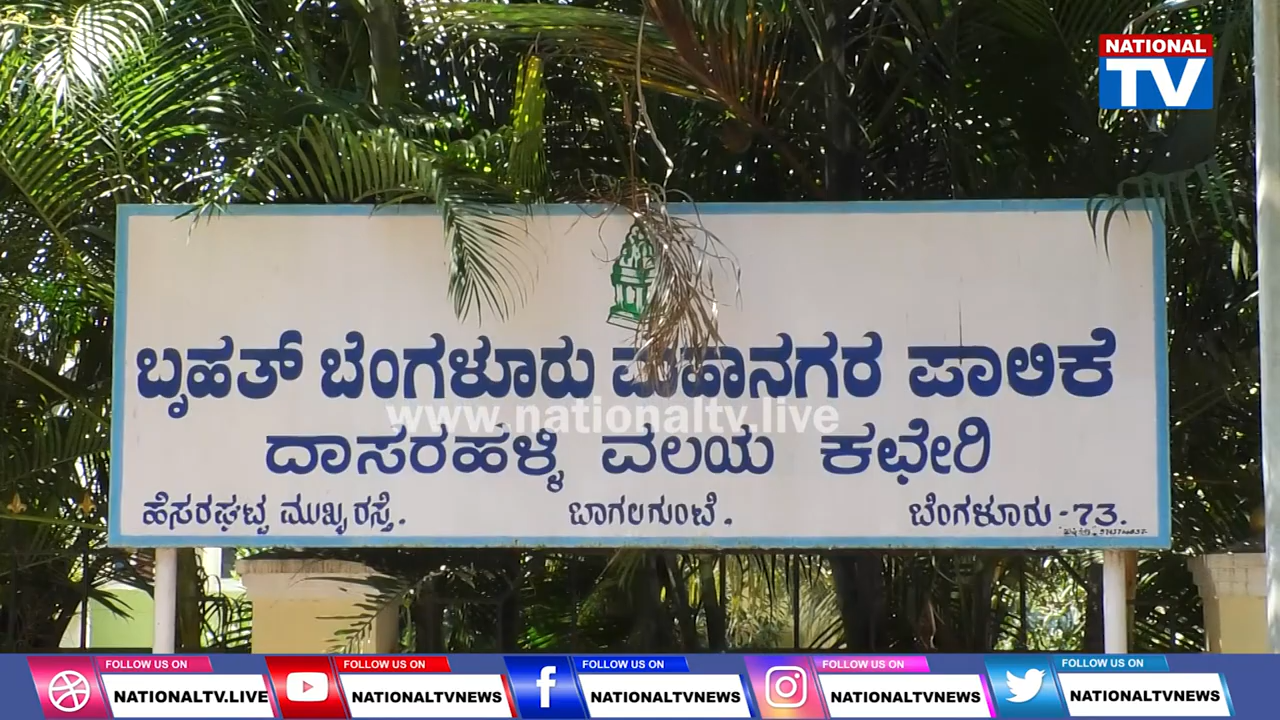 NATIONAL
TV
ಬೃಹತ್ ಬೆಂಗಳೂರು ಮಹಾನಗರ ಪಾಲಿಕೆ
www.nationaltv.live
ದಾಸರಹಳ್ಳಿ ವಲಯ ಕಛೇರಿ
ಹೆಸರಘಟ್ಟ ಮುಖ್ಯ ರಸ್ತೆ. ಬಾಗಲಗುಂಟೆ. ಬೆಂಗಳೂರು-73.
FOLLOW US ON FOLLOW US ON FOLLOW US ON FOLLOW US ON FOLLOW US ON
NATIONALTV.LIVE NATIONALTVNEWS NATIONALTVNEWS NATIONALTVNEWS NATIONALTVNEWS